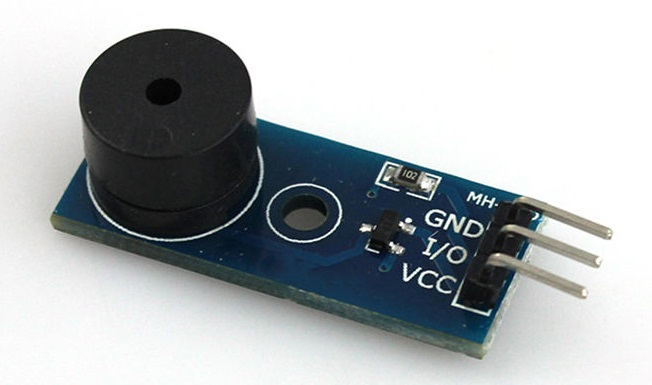 102
MH-
GND
I/O
VCC